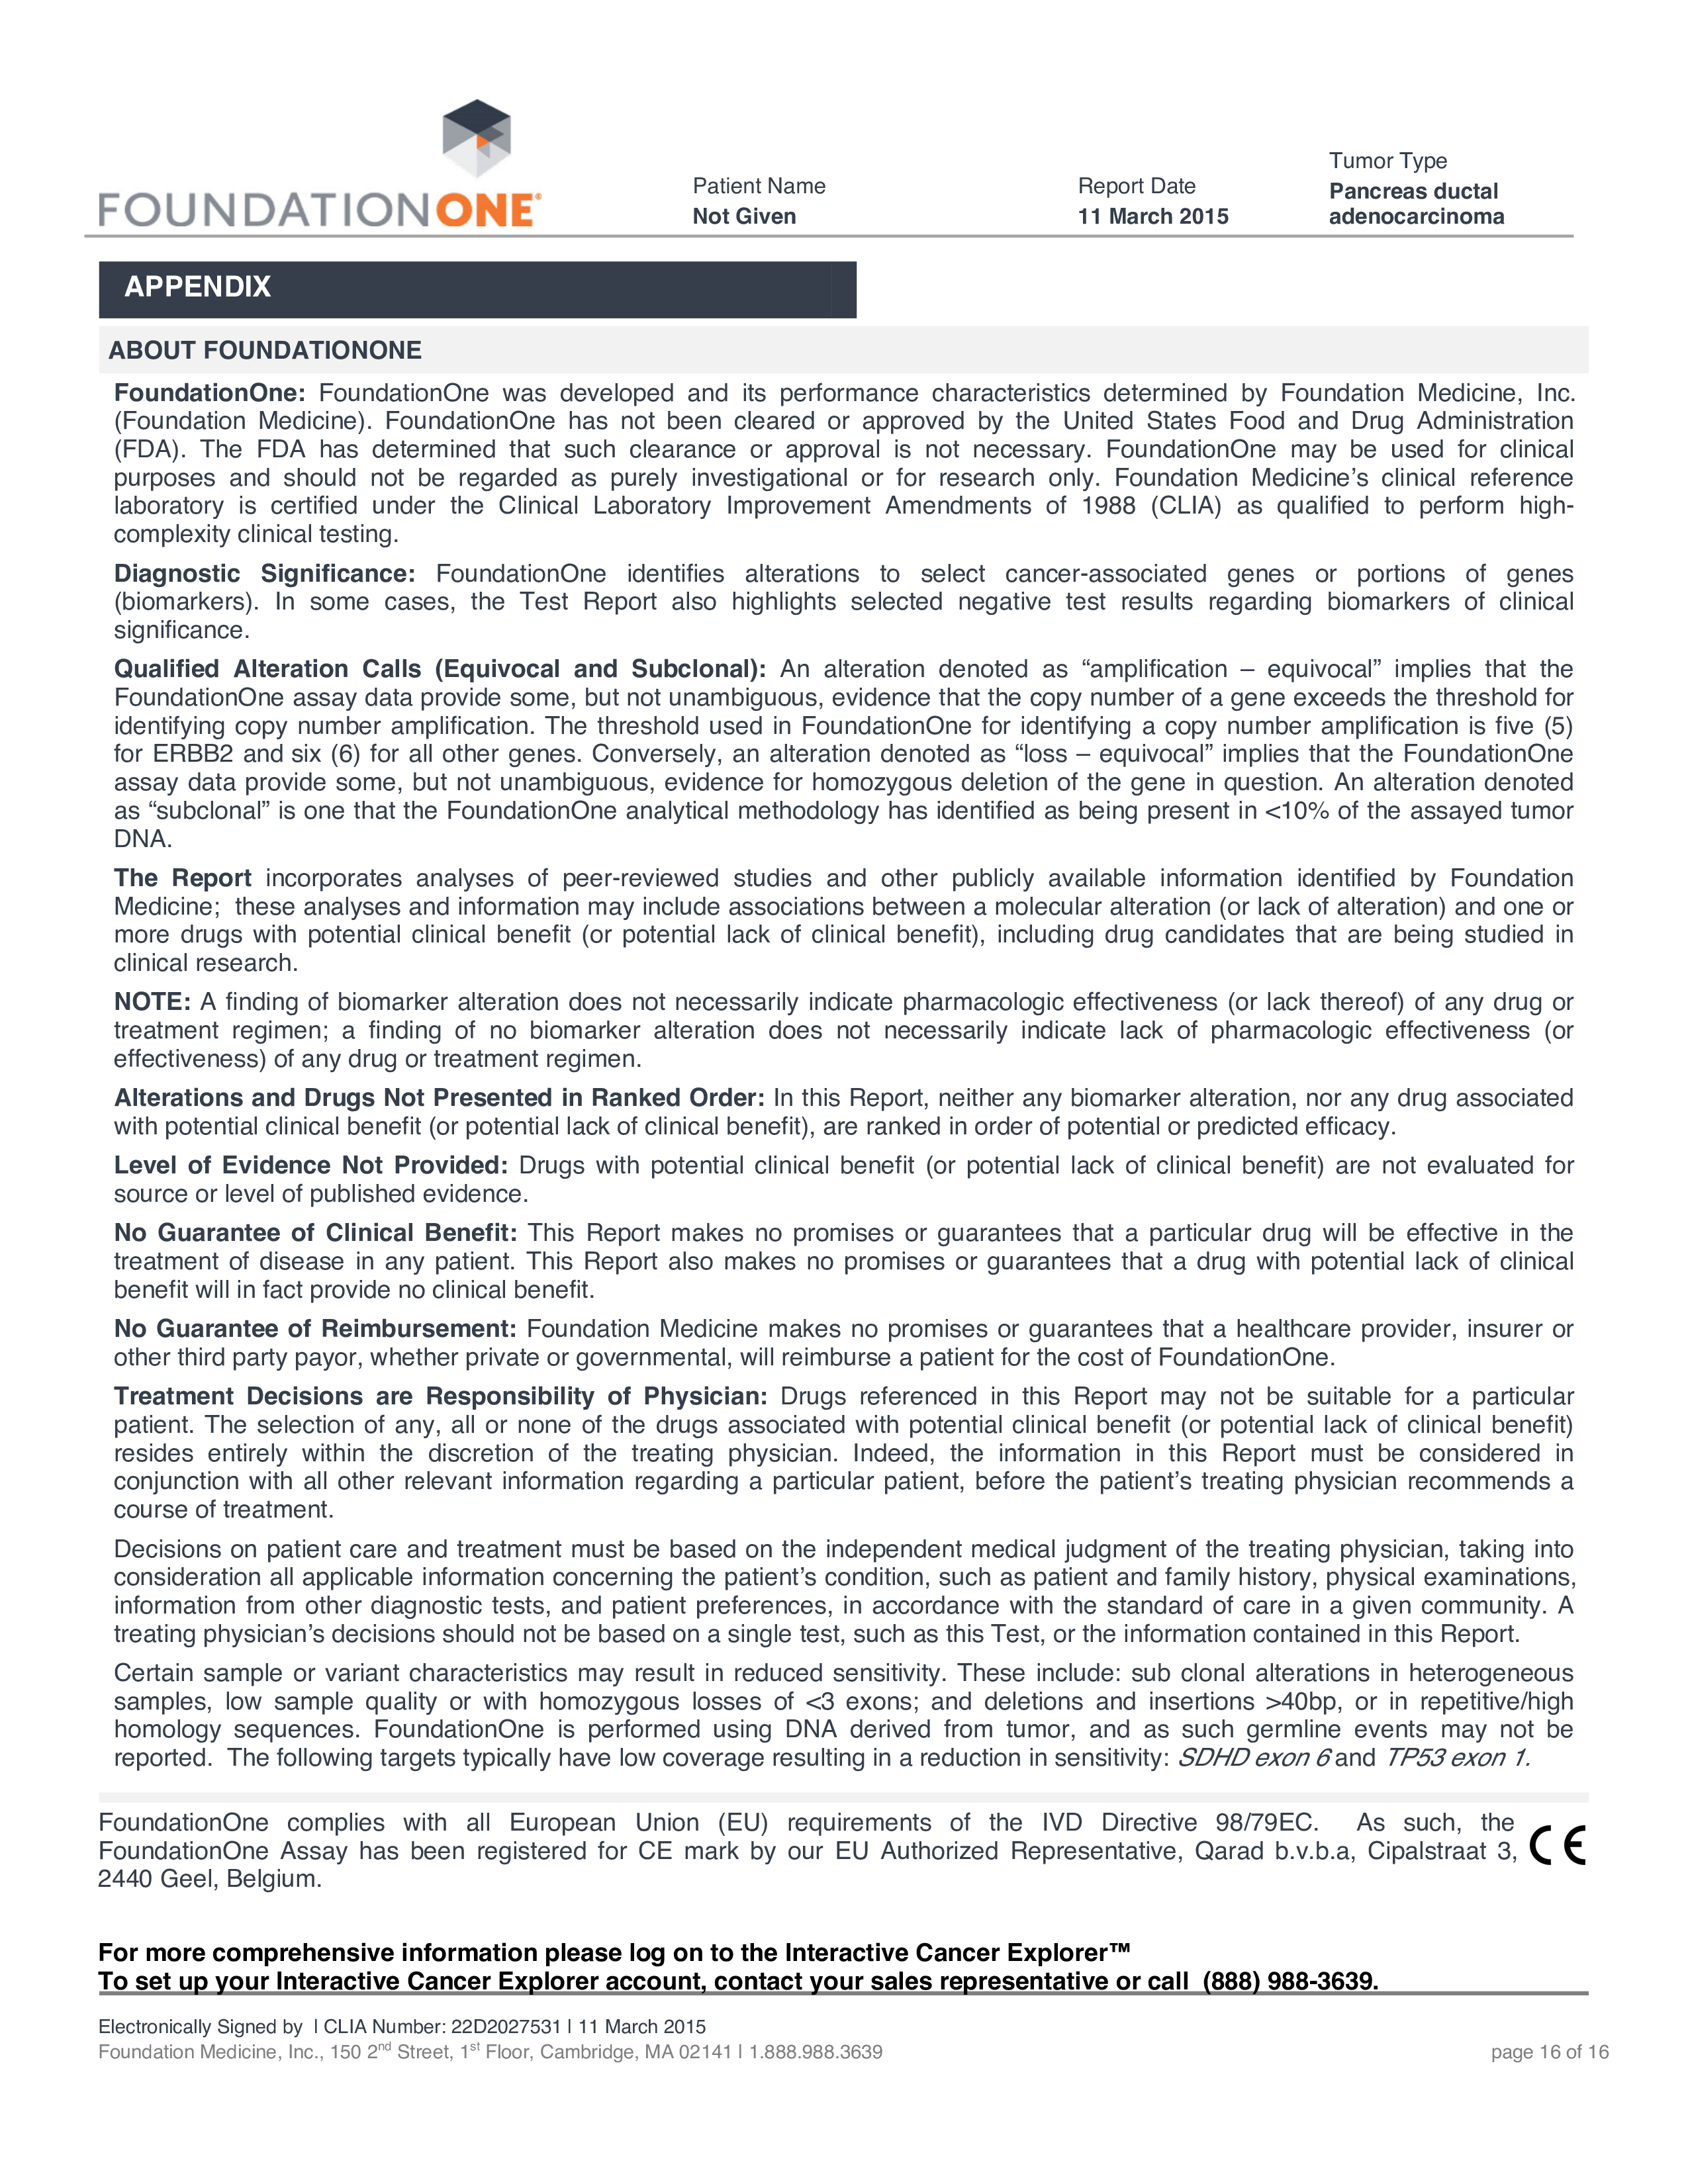 FOUNDATIONONE®
Patient Name
Not Given
Report Date
11 March 2015
Tumor Type
Pancreas ductal
adenocarcinoma
APPENDIX
ABOUT FOUNDATIONONE
FoundationOne: FoundationOne was developed and its performance characteristics determined by Foundation Medicine, Inc.
(Foundation Medicine). FoundationOne has not been cleared or approved by the United States Food and Drug Administration
(FDA). The FDA has determined that such clearance or approval is not necessary. FoundationOne may be used for clinical
purposes and should not be regarded as purely investigational or for research only. Foundation Medicine’s clinical reference
laboratory is certified under the Clinical Laboratory Improvement Amendments of 1988 (CLIA) as qualified to perform high-
complexity clinical testing.
Diagnostic Significance: FoundationOne identifies alterations to select cancer-associated genes or portions of genes
(biomarkers). In some cases, the Test Report also highlights selected negative test results regarding biomarkers of clinical
significance.
Qualified Alteration Calls (Equivocal and Subclonal): An alteration denoted as “amplification – equivocal” implies that the
FoundationOne assay data provide some, but not unambiguous, evidence that the copy number of a gene exceeds the threshold for
identifying copy number amplification. The threshold used in FoundationOne for identifying a copy number amplification is five (5)
for ERBB2 and six (6) for all other genes. Conversely, an alteration denoted as “loss – equivocal” implies that the FoundationOne
assay data provide some, but not unambiguous, evidence for homozygous deletion of the gene in question. An alteration denoted
as “subclonal” is one that the FoundationOne analytical methodology has identified as being present in <10% of the assayed tumor
DNA.
The Report incorporates analyses of peer-reviewed studies and other publicly available information identified by Foundation
Medicine; these analyses and information may include associations between a molecular alteration (or lack of alteration) and one or
more drugs with potential clinical benefit (or potential lack of clinical benefit), including drug candidates that are being studied in
clinical research.
NOTE: A finding of biomarker alteration does not necessarily indicate pharmacologic effectiveness (or lack thereof) of any drug or
treatment regimen; a finding of no biomarker alteration does not necessarily indicate lack of pharmacologic effectiveness (or
effectiveness) of any drug or treatment regimen.
Alterations and Drugs Not Presented in Ranked Order: In this Report, neither any biomarker alteration, nor any drug associated
with potential clinical benefit (or potential lack of clinical benefit), are ranked in order of potential or predicted efficacy.
Level of Evidence Not Provided: Drugs with potential clinical benefit (or potential lack of clinical benefit) are not evaluated for
source or level of published evidence.
No Guarantee of Clinical Benefit: This Report makes no promises or guarantees that a particular drug will be effective in the
treatment of disease in any patient. This Report also makes no promises or guarantees that a drug with potential lack of clinical
benefit will in fact provide no clinical benefit.
No Guarantee of Reimbursement: Foundation Medicine makes no promises or guarantees that a healthcare provider, insurer or
other third party payor, whether private or governmental, will reimburse a patient for the cost of FoundationOne.
Treatment Decisions are Responsibility of Physician: Drugs referenced in this Report may not be suitable for a particular
patient. The selection of any, all or none of the drugs associated with potential clinical benefit (or potential lack of clinical benefit)
resides entirely within the discretion of the treating physician. Indeed, the information in this Report must be considered in
conjunction with all other relevant information regarding a particular patient, before the patient’s treating physician recommends a
course of treatment.
Decisions on patient care and treatment must be based on the independent medical judgment of the treating physician, taking into
consideration all applicable information concerning the patient’s condition, such as patient and family history, physical examinations,
information from other diagnostic tests, and patient preferences, in accordance with the standard of care in a given community. A
treating physician’s decisions should not be based on a single test, such as this Test, or the information contained in this Report.
Certain sample or variant characteristics may result in reduced sensitivity. These include: sub clonal alterations in heterogeneous
samples, low sample quality or with homozygous losses of <3 exons; and deletions and insertions >40bp, or in repetitive/high
homology sequences. FoundationOne is performed using DNA derived from tumor, and as such germline events may not be
reported. The following targets typically have low coverage resulting in a reduction in sensitivity: SDHD exon 6 and TP53 exon 1.
FoundationOne complies with all European Union (EU) requirements of the IVD Directive 98/79EC. As such, the
FoundationOne Assay has been registered for CE mark by our EU Authorized Representative, Qarad b.v.b.a, Cipalstraat 3,
2440 Geel, Belgium.
CE
For more comprehensive information please log on to the Interactive Cancer Explorer™
To set up your Interactive Cancer Explorer account, contact your sales representative or call (888) 988-3639.
Electronically Signed by | CLIA Number: 22D2027531 | 11 March 2015
Foundation Medicine, Inc., 150 2nd Street, 1st Floor, Cambridge, MA 02141 | 1.888.988.3639
page 16 of 16